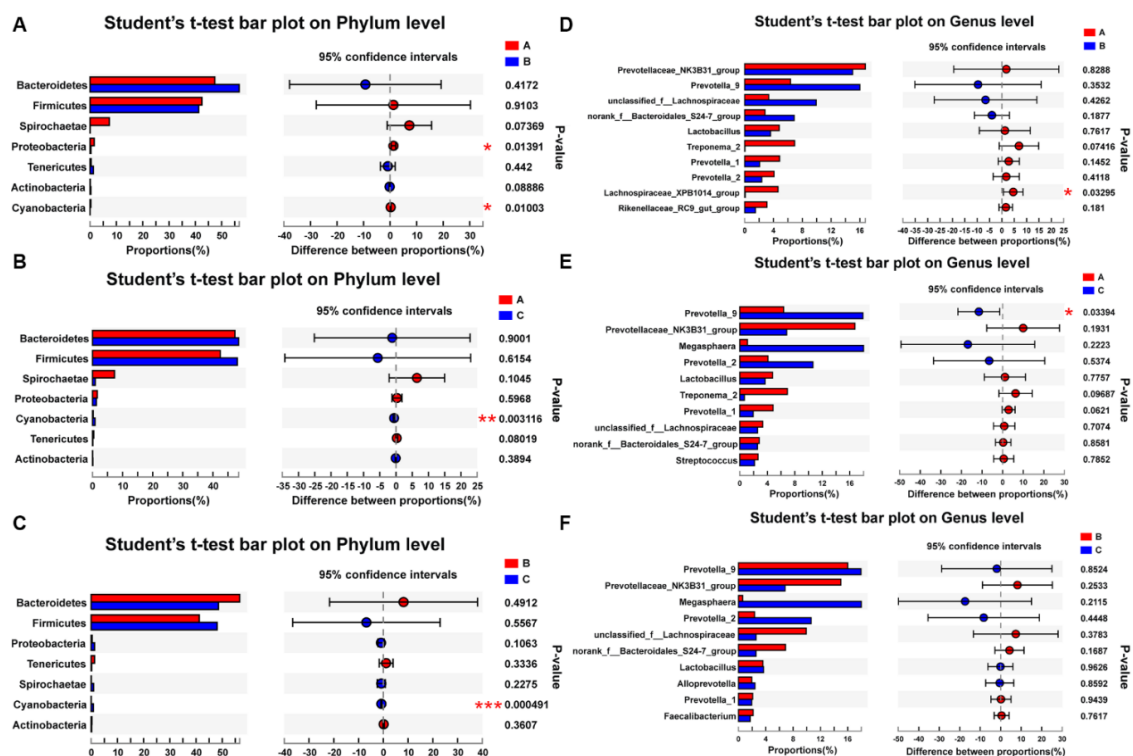 A
Student's t-test bar plot on Phylum level
A
B
95% confidence intervals
Bacteroidetes 0.4172
Firmicutes 0.9103
Spirochaetae 0.07369
Proteobacteria * 0.01391
Tenericutes 0.442
Actinobacteria 0.08886
Cyanobacteria * 0.01003
P-value
0 10 20 30 40 50
-40 -30 -20 -10 0 10 20 30
Proportions(%)
Difference between proportions(%)
B
Student's t-test bar plot on Phylum level
A
C
95% confidence intervals
Bacteroidetes 0.9001
Firmicutes 0.6154
Spirochaetae 0.1045
Proteobacteria 0.5968
Cyanobacteria ** 0.003116
Tenericutes 0.08019
Actinobacteria 0.3894
P-value
0 10 20 30 40
-35 -30 -25 -20 -15 -10 -5 0 5 10 15 20 25
Proportions(%)
Difference between proportions(%)
C
Student's t-test bar plot on Phylum level
B
C
95% confidence intervals
Bacteroidetes 0.4912
Firmicutes 0.5567
Proteobacteria 0.1063
Tenericutes 0.3336
Spirochaetae 0.2275
Cyanobacteria *** 0.000491
Actinobacteria 0.3607
P-value
0 10 20 30 40 50
-40 -30 -20 -10 0 10 20 30 40
Proportions(%)
Difference between proportions(%)
D
Student's t-test bar plot on Genus level
A
B
95% confidence intervals
Prevotellaceae_NK3B31_group 0.8288
Prevotella_9 0.3532
unclassified_f__Lachnospiraceae 0.4262
norank_f__Bacteroidales_S24-7_group 0.1877
Lactobacillus 0.7617
Treponema_2 0.07416
Prevotella_1 0.1452
Prevotella_2 0.4118
Lachnospiraceae_XPB1014_group * 0.03295
Rikenellaceae_RC9_gut_group 0.181
P-value
0 4 8 12 16
-40 -35 -30 -25 -20 -15 -10 -5 0 5 10 15 20 25
Proportions(%)
Difference between proportions(%)
E
Student's t-test bar plot on Genus level
A
C
95% confidence intervals
Prevotella_9 * 0.03394
Prevotellaceae_NK3B31_group 0.1931
Megasphaera 0.2223
Prevotella_2 0.5374
Lactobacillus 0.7757
Treponema_2 0.09687
Prevotella_1 0.0621
unclassified_f__Lachnospiraceae 0.7074
norank_f__Bacteroidales_S24-7_group 0.8581
Streptococcus 0.7852
P-value
0 4 8 12 16
-50 -40 -30 -20 -10 0 10 20 30
Proportions(%)
Difference between proportions(%)
F
Student's t-test bar plot on Genus level
B
C
95% confidence intervals
Prevotella_9 0.8524
Prevotellaceae_NK3B31_group 0.2533
Megasphaera 0.2115
Prevotella_2 0.4448
unclassified_f__Lachnospiraceae 0.3783
norank_f__Bacteroidales_S24-7_group 0.1687
Lactobacillus 0.9626
Alloprevotella 0.8592
Prevotella_1 0.9439
Faecalibacterium 0.7617
P-value
0 4 8 12 16
-50 -40 -30 -20 -10 0 10 20 30
Proportions(%)
Difference between proportions(%)